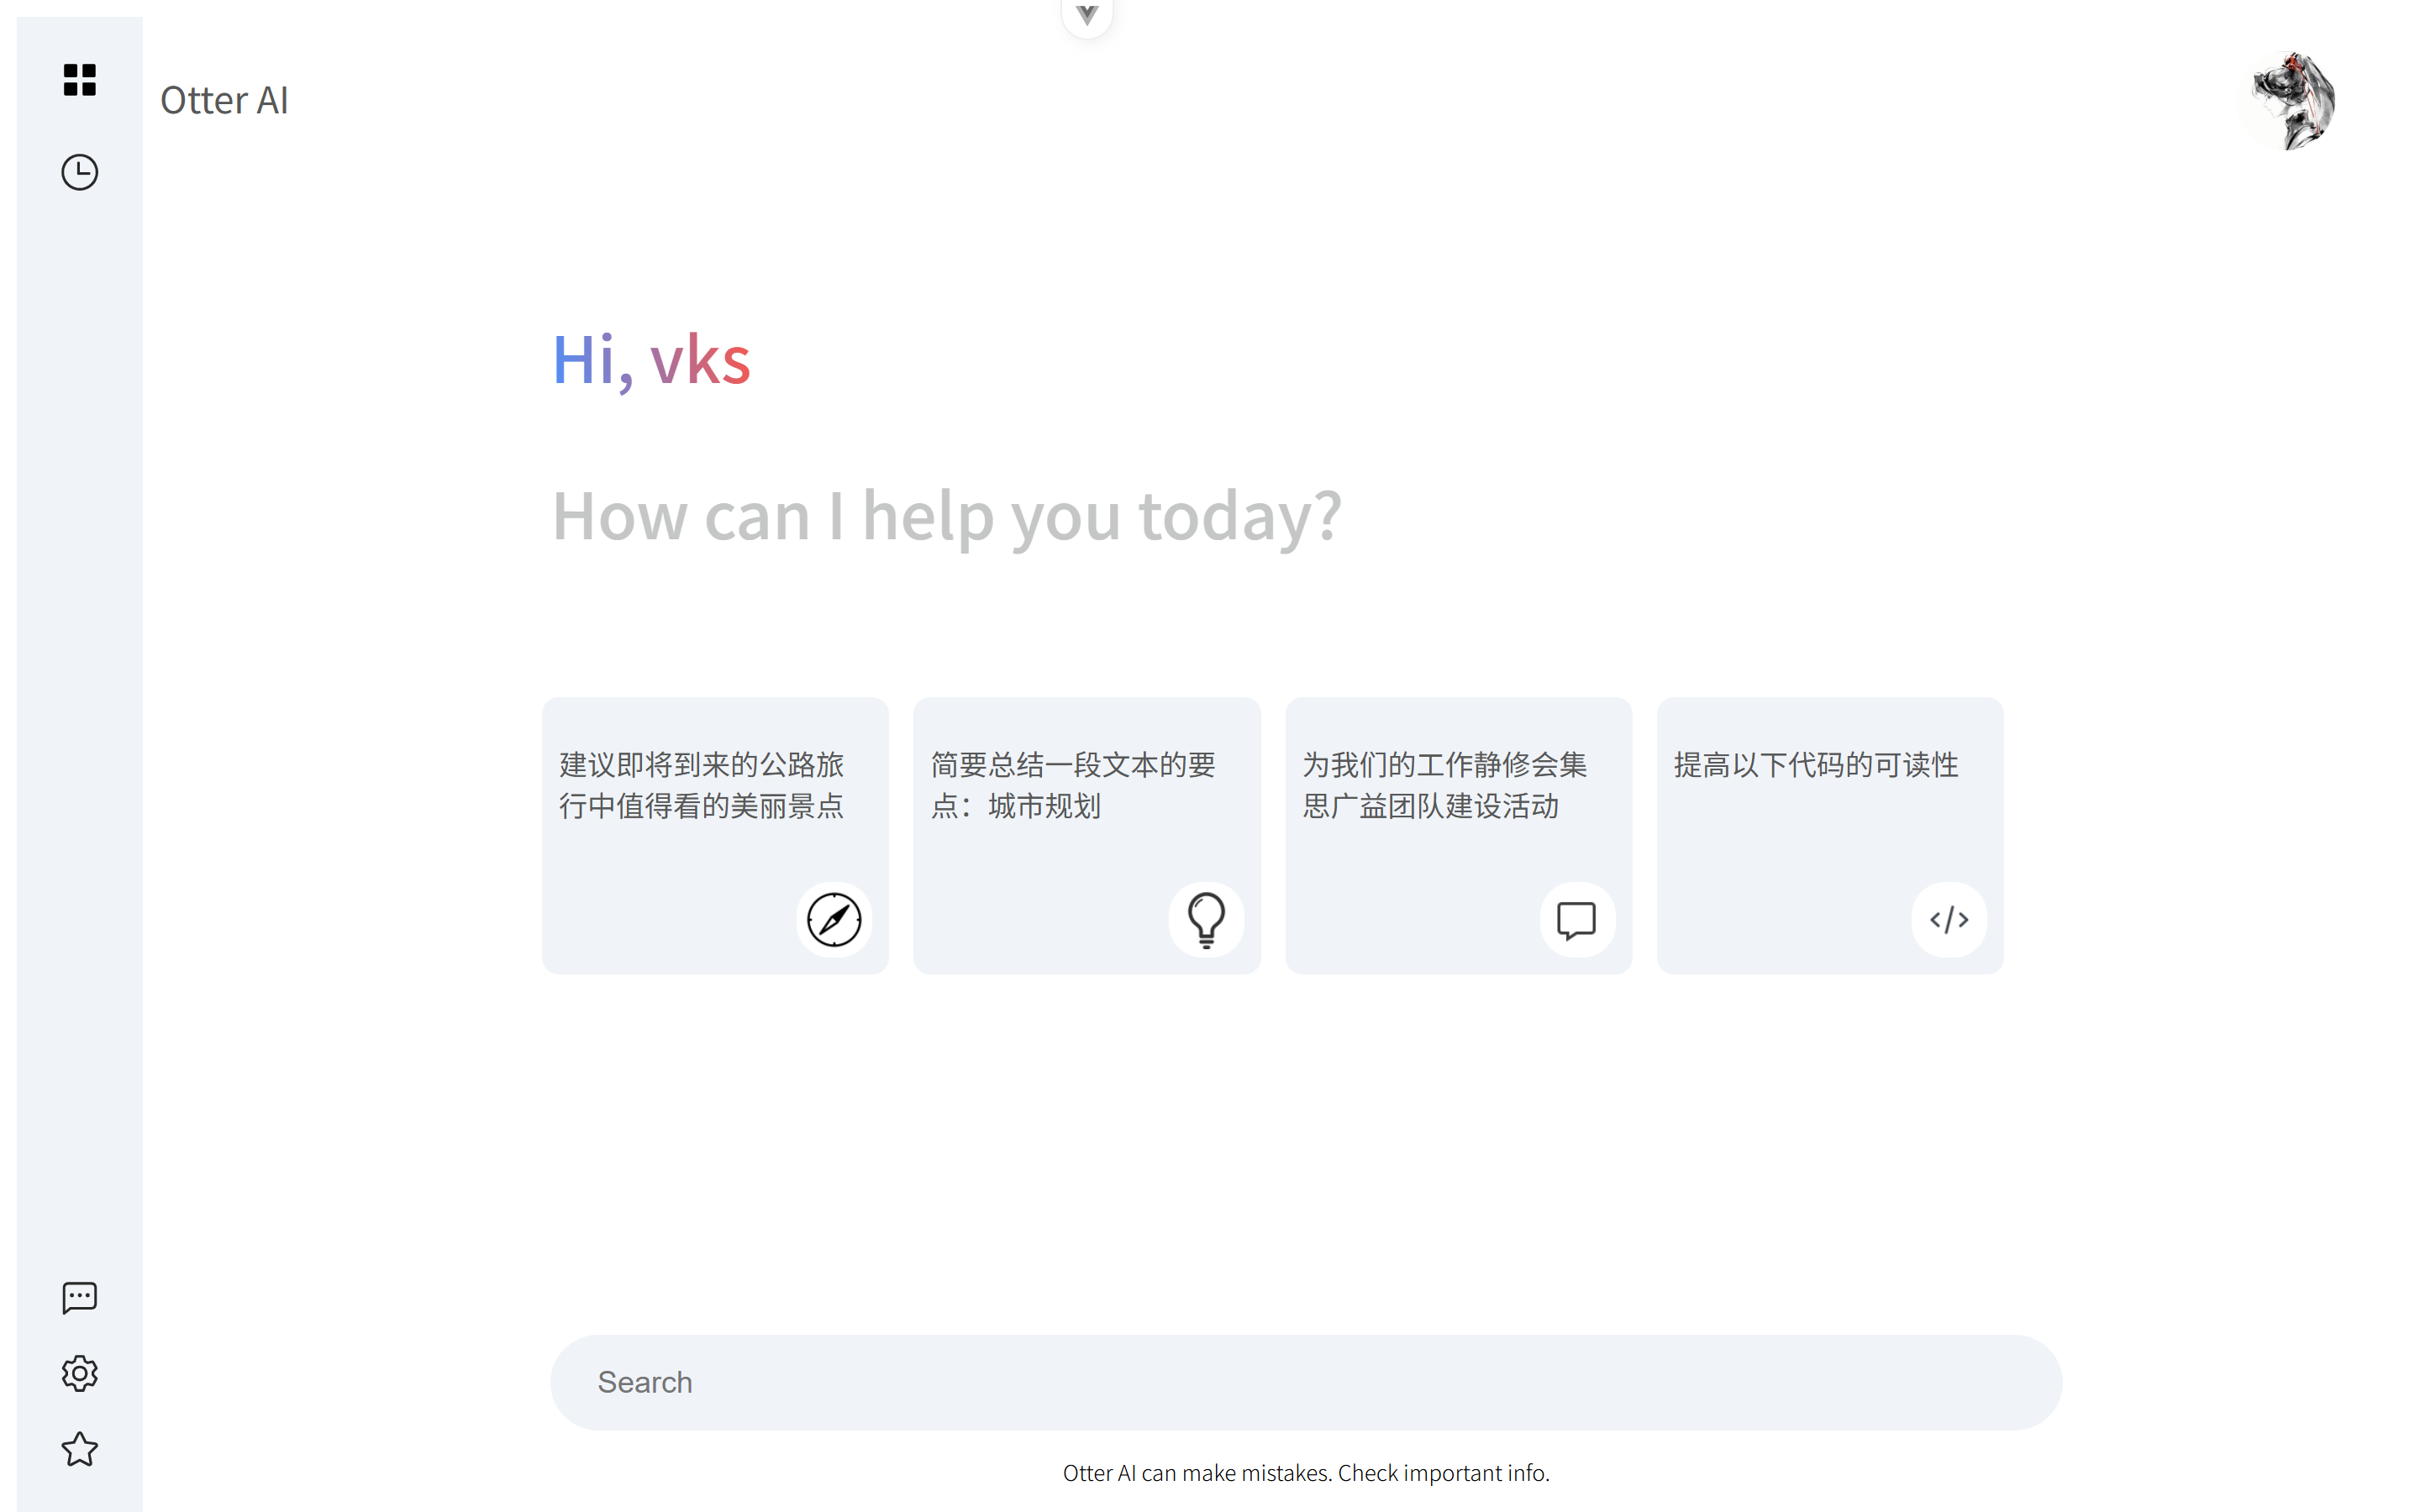 Otter AI
Hi, vks
How can I help you today?
建议即将到来的公路旅
行中值得看的美丽景点
简要总结一段文本的要
点：城市规划
为我们的工作静修会集
思广益团队建设活动
提高以下代码的可读性
Search
Otter AI can make mistakes. Check important info.